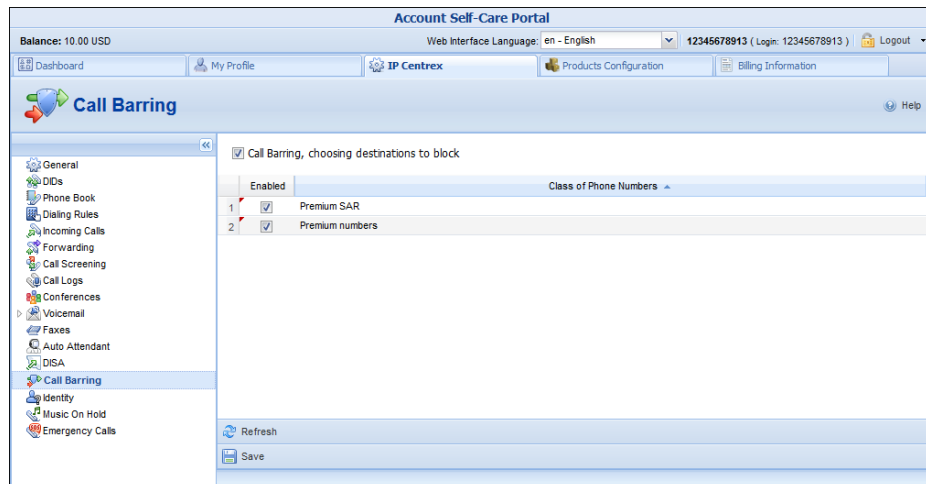 Account Self-Care Portal
Balance: 10.00 USD Web Interface Language: en - English 12345678913 ( Login: 12345678913 ) Logout
Dashboard My Profile IP Centrex Products Configuration Billing Information
Call Barring Help
Call Barring, choosing destinations to block
Enabled Class of Phone Numbers
1 Premium SAR
2 Premium numbers
General
DIDs
Phone Book
Dialing Rules
Incoming Calls
Forwarding
Call Screening
Call Logs
Conferences
Voicemail
Faxes
Auto Attendant
DISA
Call Barring
Identity
Music On Hold
Emergency Calls
Refresh
Save